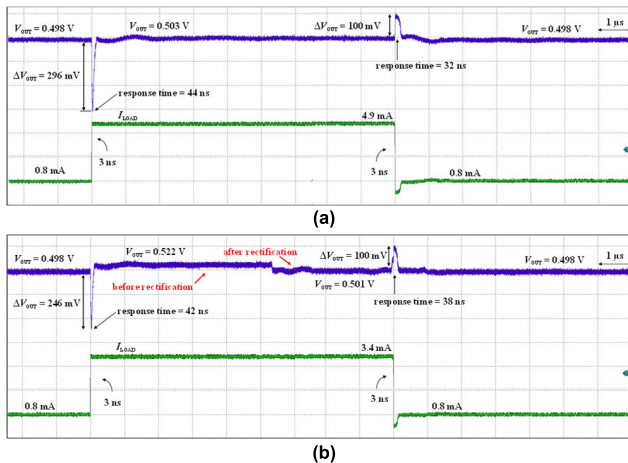 V_OUT = 0.498 V
V_OUT = 0.503 V
ΔV_OUT = 100 mV
V_OUT = 0.498 V
1 µs
ΔV_OUT = 296 mV
response time = 44 ns
response time = 32 ns
I_LOAD
4.9 mA
3 ns
3 ns
0.8 mA
0.8 mA
(a)
V_OUT = 0.498 V
V_OUT = 0.522 V
after rectification
ΔV_OUT = 100 mV
V_OUT = 0.498 V
1 µs
before rectification
V_OUT = 0.501 V
ΔV_OUT = 246 mV
response time = 42 ns
response time = 38 ns
I_LOAD
3.4 mA
3 ns
3 ns
0.8 mA
0.8 mA
(b)